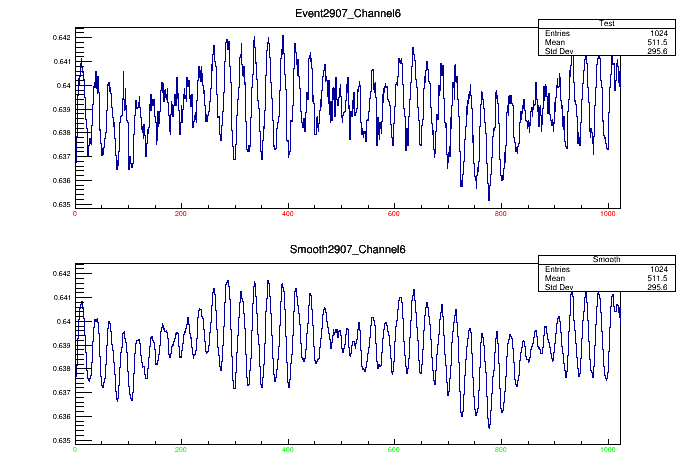 Event2907_Channel6
Test
Entries 1024
Mean 511.5
Std Dev 295.6
0.642
0.641
0.64
0.639
0.638
0.637
0.636
0.635
0 200 400 600 800 1000
Smooth2907_Channel6
Smooth
Entries 1024
Mean 511.5
Std Dev 295.6
0.642
0.641
0.64
0.639
0.638
0.637
0.636
0.635
0 200 400 600 800 1000